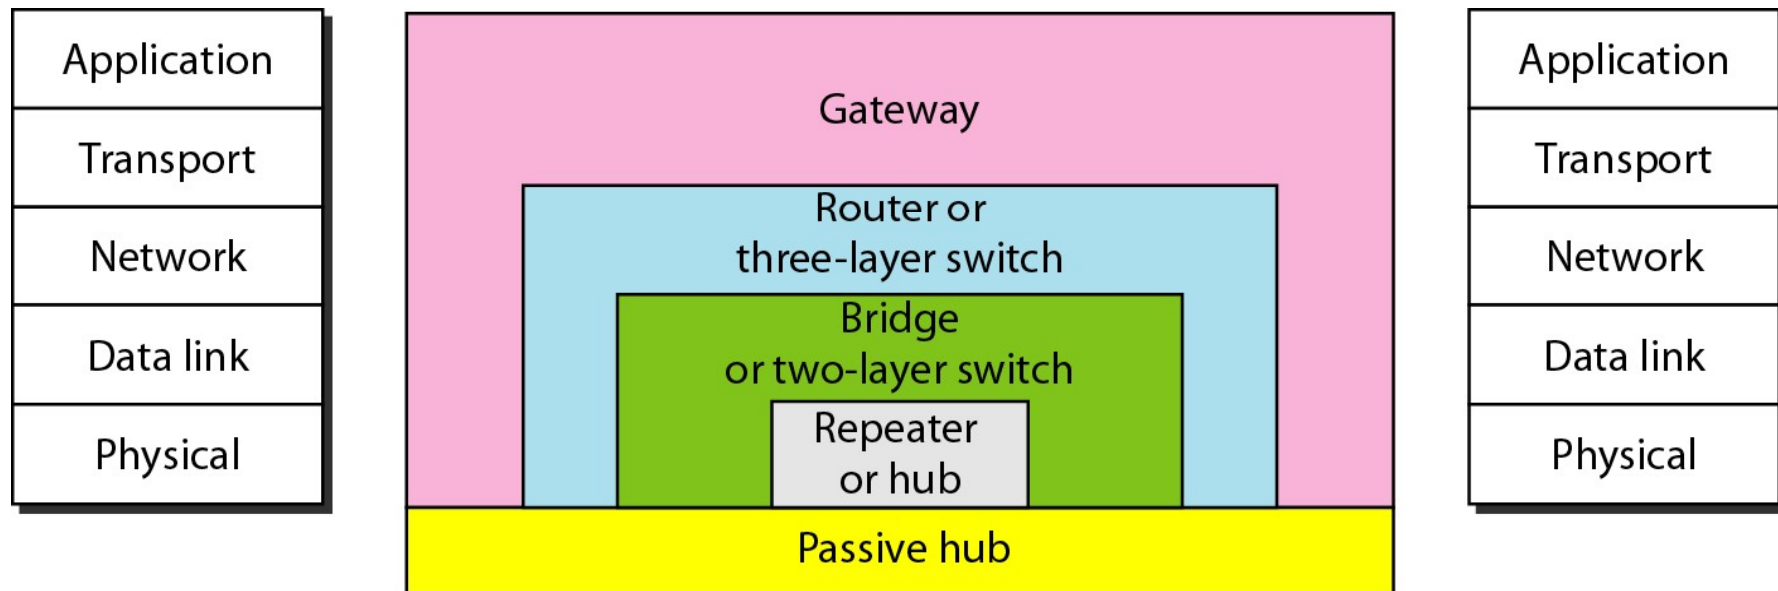 Application
Transport
Network
Data link
Physical
Gateway
Router or
three-layer switch
Bridge
or two-layer switch
Repeater
or hub
Passive hub
Application
Transport
Network
Data link
Physical